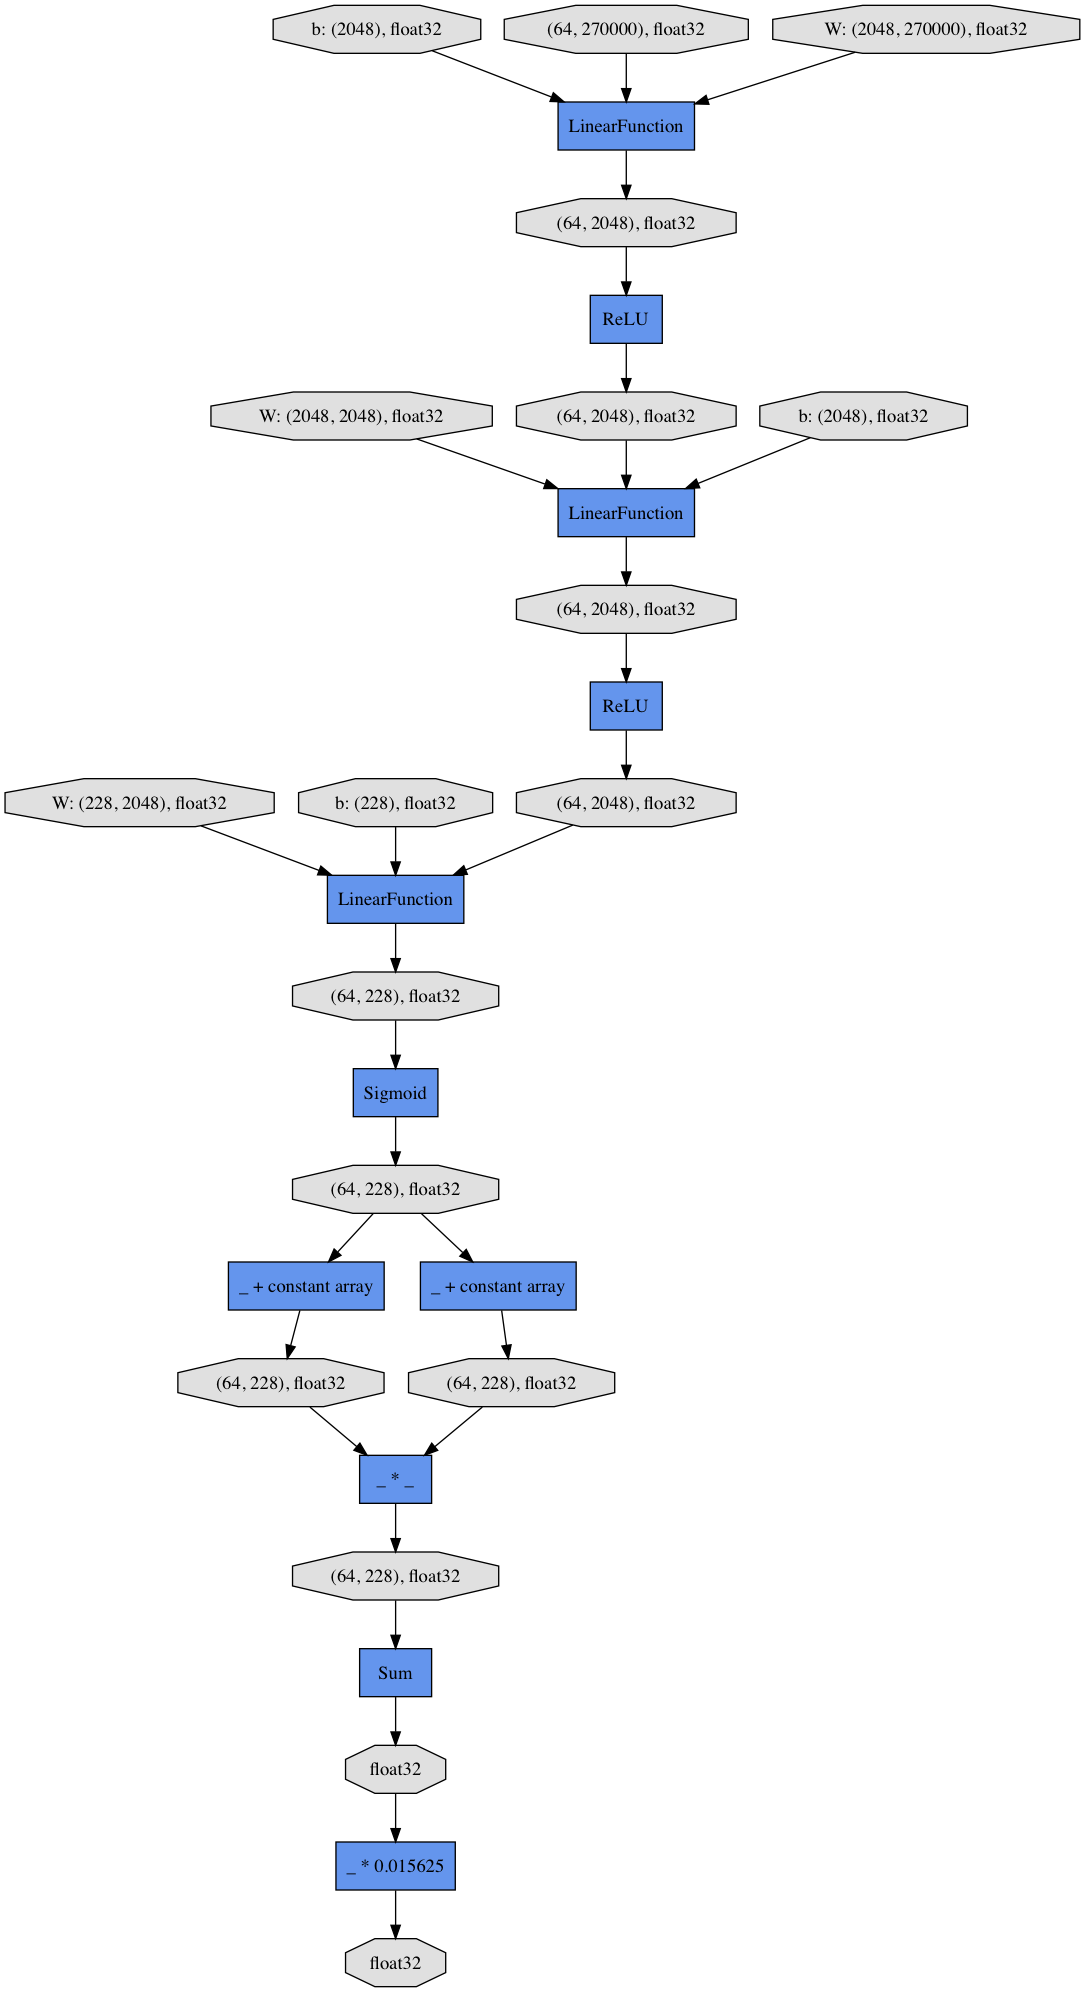 b: (2048), float32
(64, 270000), float32
W: (2048, 270000), float32
LinearFunction
(64, 2048), float32
ReLU
W: (2048, 2048), float32
(64, 2048), float32
b: (2048), float32
LinearFunction
(64, 2048), float32
ReLU
W: (228, 2048), float32
b: (228), float32
(64, 2048), float32
LinearFunction
(64, 228), float32
Sigmoid
(64, 228), float32
_ + constant array
_ + constant array
(64, 228), float32
(64, 228), float32
_ * _
(64, 228), float32
Sum
float32
_ * 0.015625
float32